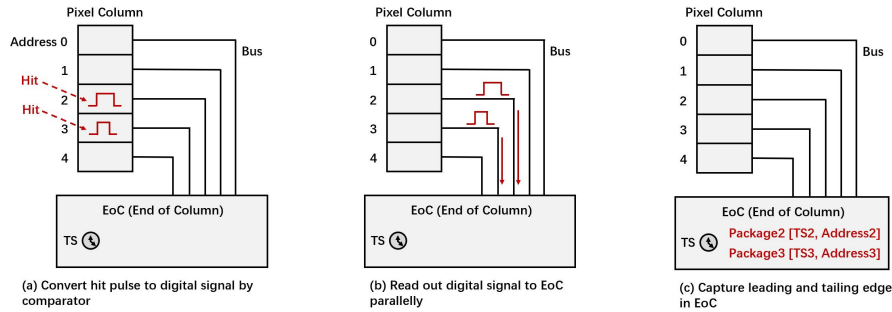 Pixel Column
Address 0
1
2
3
4
Hit
Hit
Bus
EoC (End of Column)
TS
(a) Convert hit pulse to digital signal by
comparator
Pixel Column
0
1
2
3
4
Bus
EoC (End of Column)
TS
(b) Read out digital signal to EoC
parallelly
Pixel Column
0
1
2
3
4
Bus
EoC (End of Column)
TS
Package2 [TS2, Address2]
Package3 [TS3, Address3]
(c) Capture leading and tailing edge
in EoC